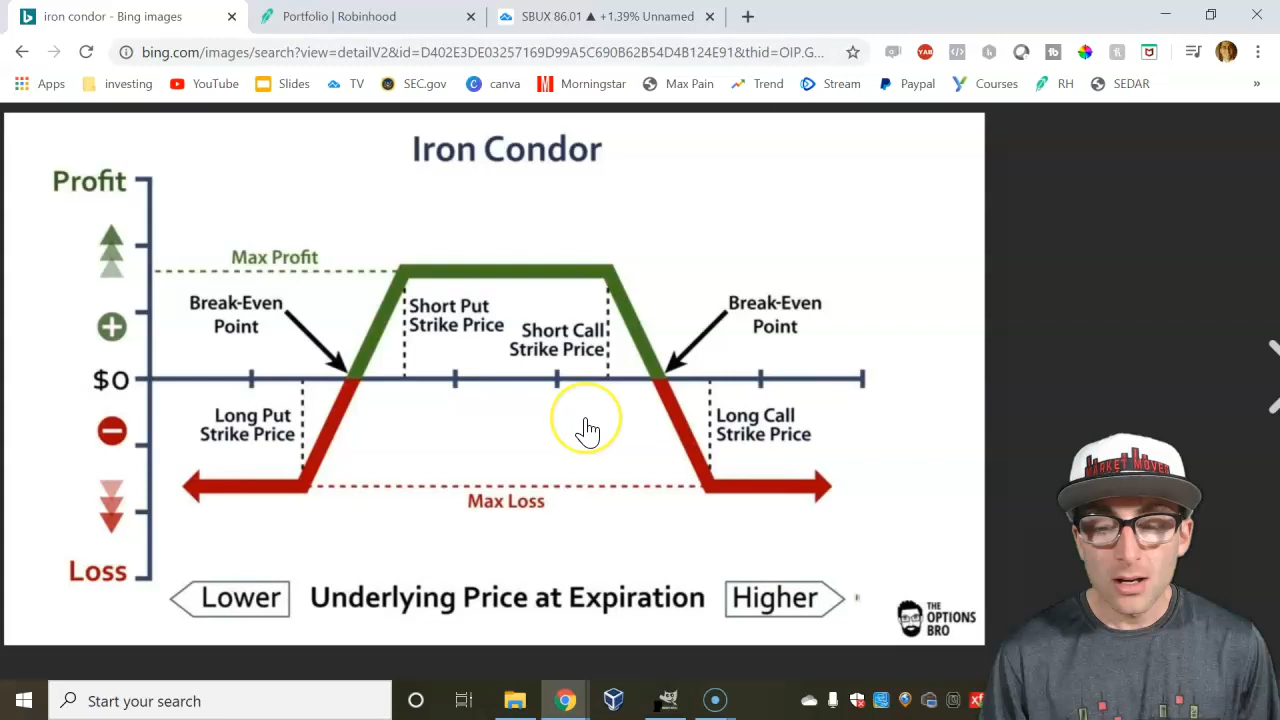 iron condor - Bing images
Portfolio | Robinhood
SBUX 86.01 ▲ +1.39% Unnamed
bing.com/images/search?view=detailV2&id=D402E3DE03257169D99A5C690B62B54D4B124E91&thid=OIP.G...
Apps investing YouTube Slides TV SEC.gov canva Morningstar Max Pain Trend Stream Paypal Courses RH SEDAR »
Iron Condor
Profit
Max Profit
Break-Even
Point
Short Put
Strike Price
Short Call
Strike Price
Break-Even
Point
$0
Long Put
Strike Price
Long Call
Strike Price
Max Loss
Loss
Lower
Underlying Price at Expiration
Higher
THE
OPTIONS
BRO
MARKET MOVER
Start your search